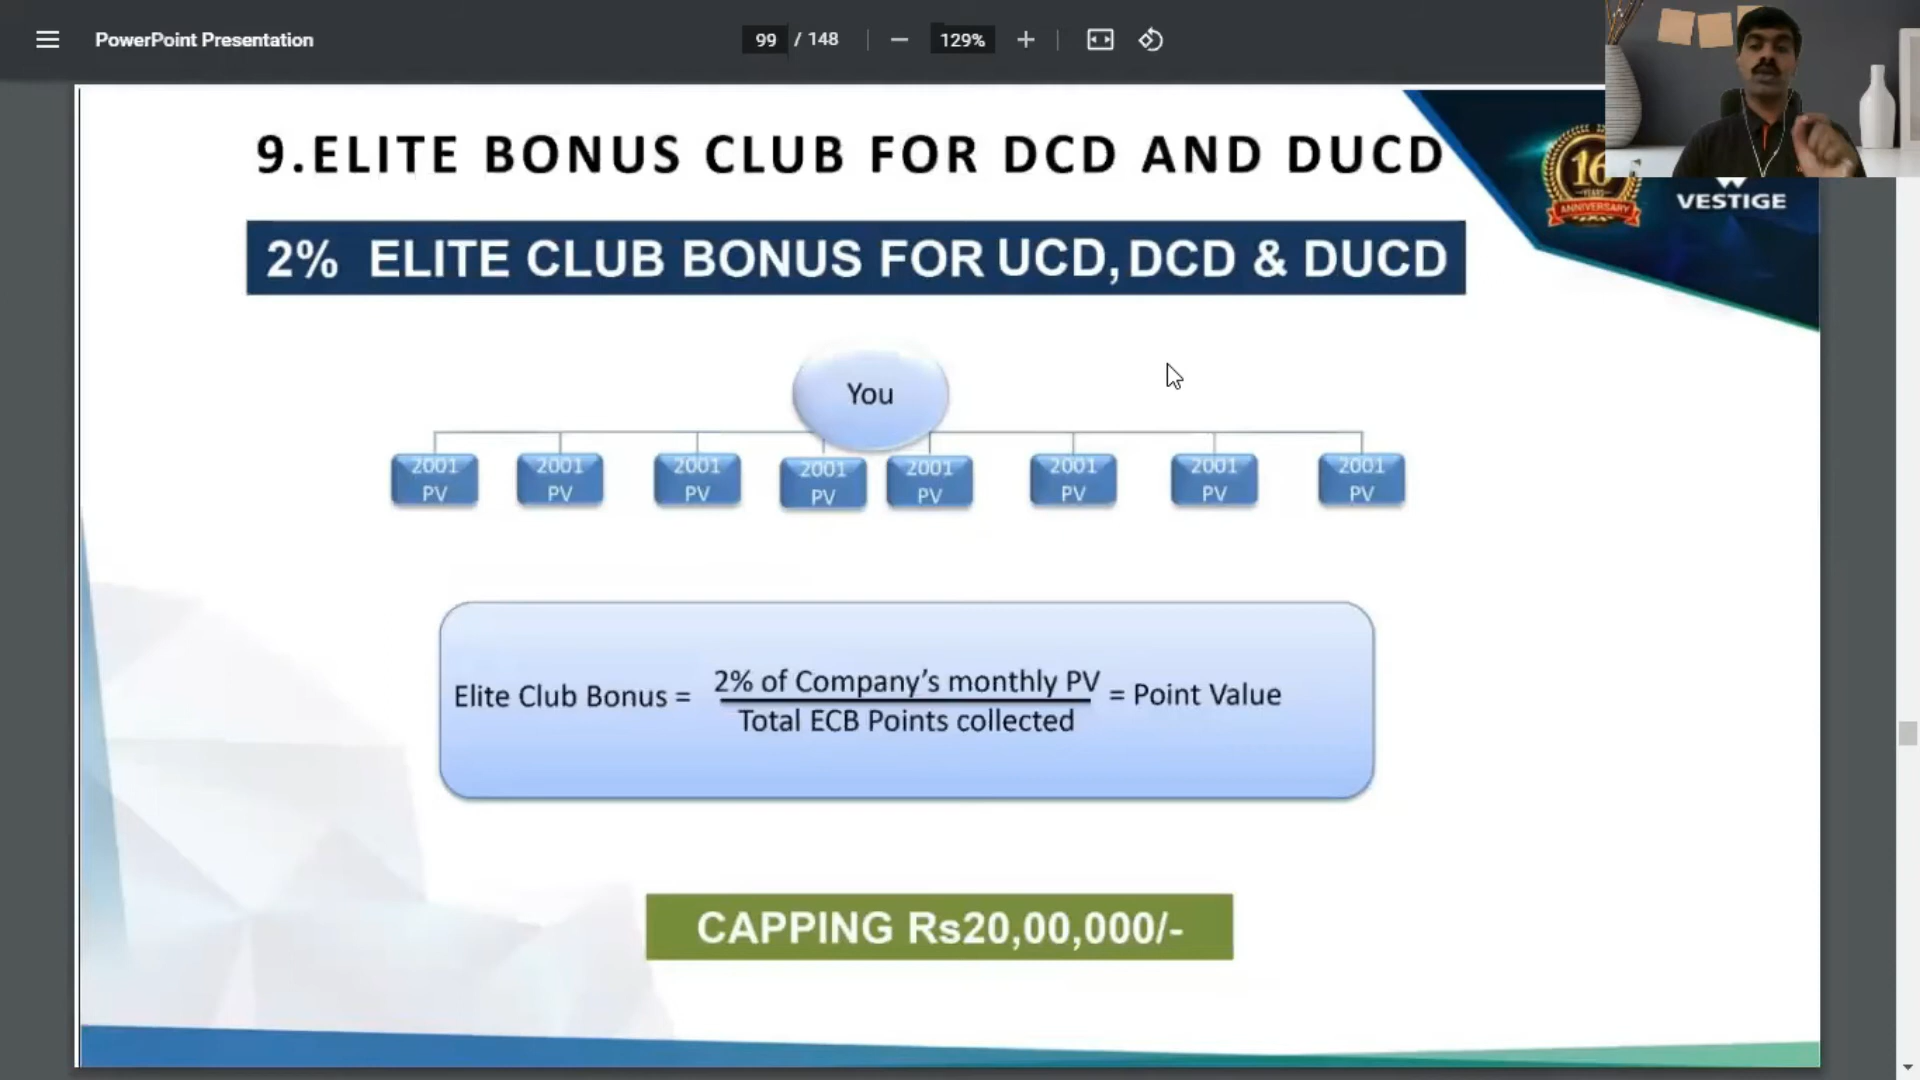 PowerPoint Presentation
99 / 148
129%
9.ELITE BONUS CLUB FOR DCD AND DUCD
16
YEARS
ANNIVERSARY
VESTIGE
2% ELITE CLUB BONUS FOR UCD, DCD & DUCD
You
2001 PV
2001 PV
2001 PV
2001 PV
2001 PV
2001 PV
2001 PV
2001 PV
Elite Club Bonus = 2% of Company's monthly PV = Point Value
Total ECB Points collected
CAPPING Rs20,00,000/-